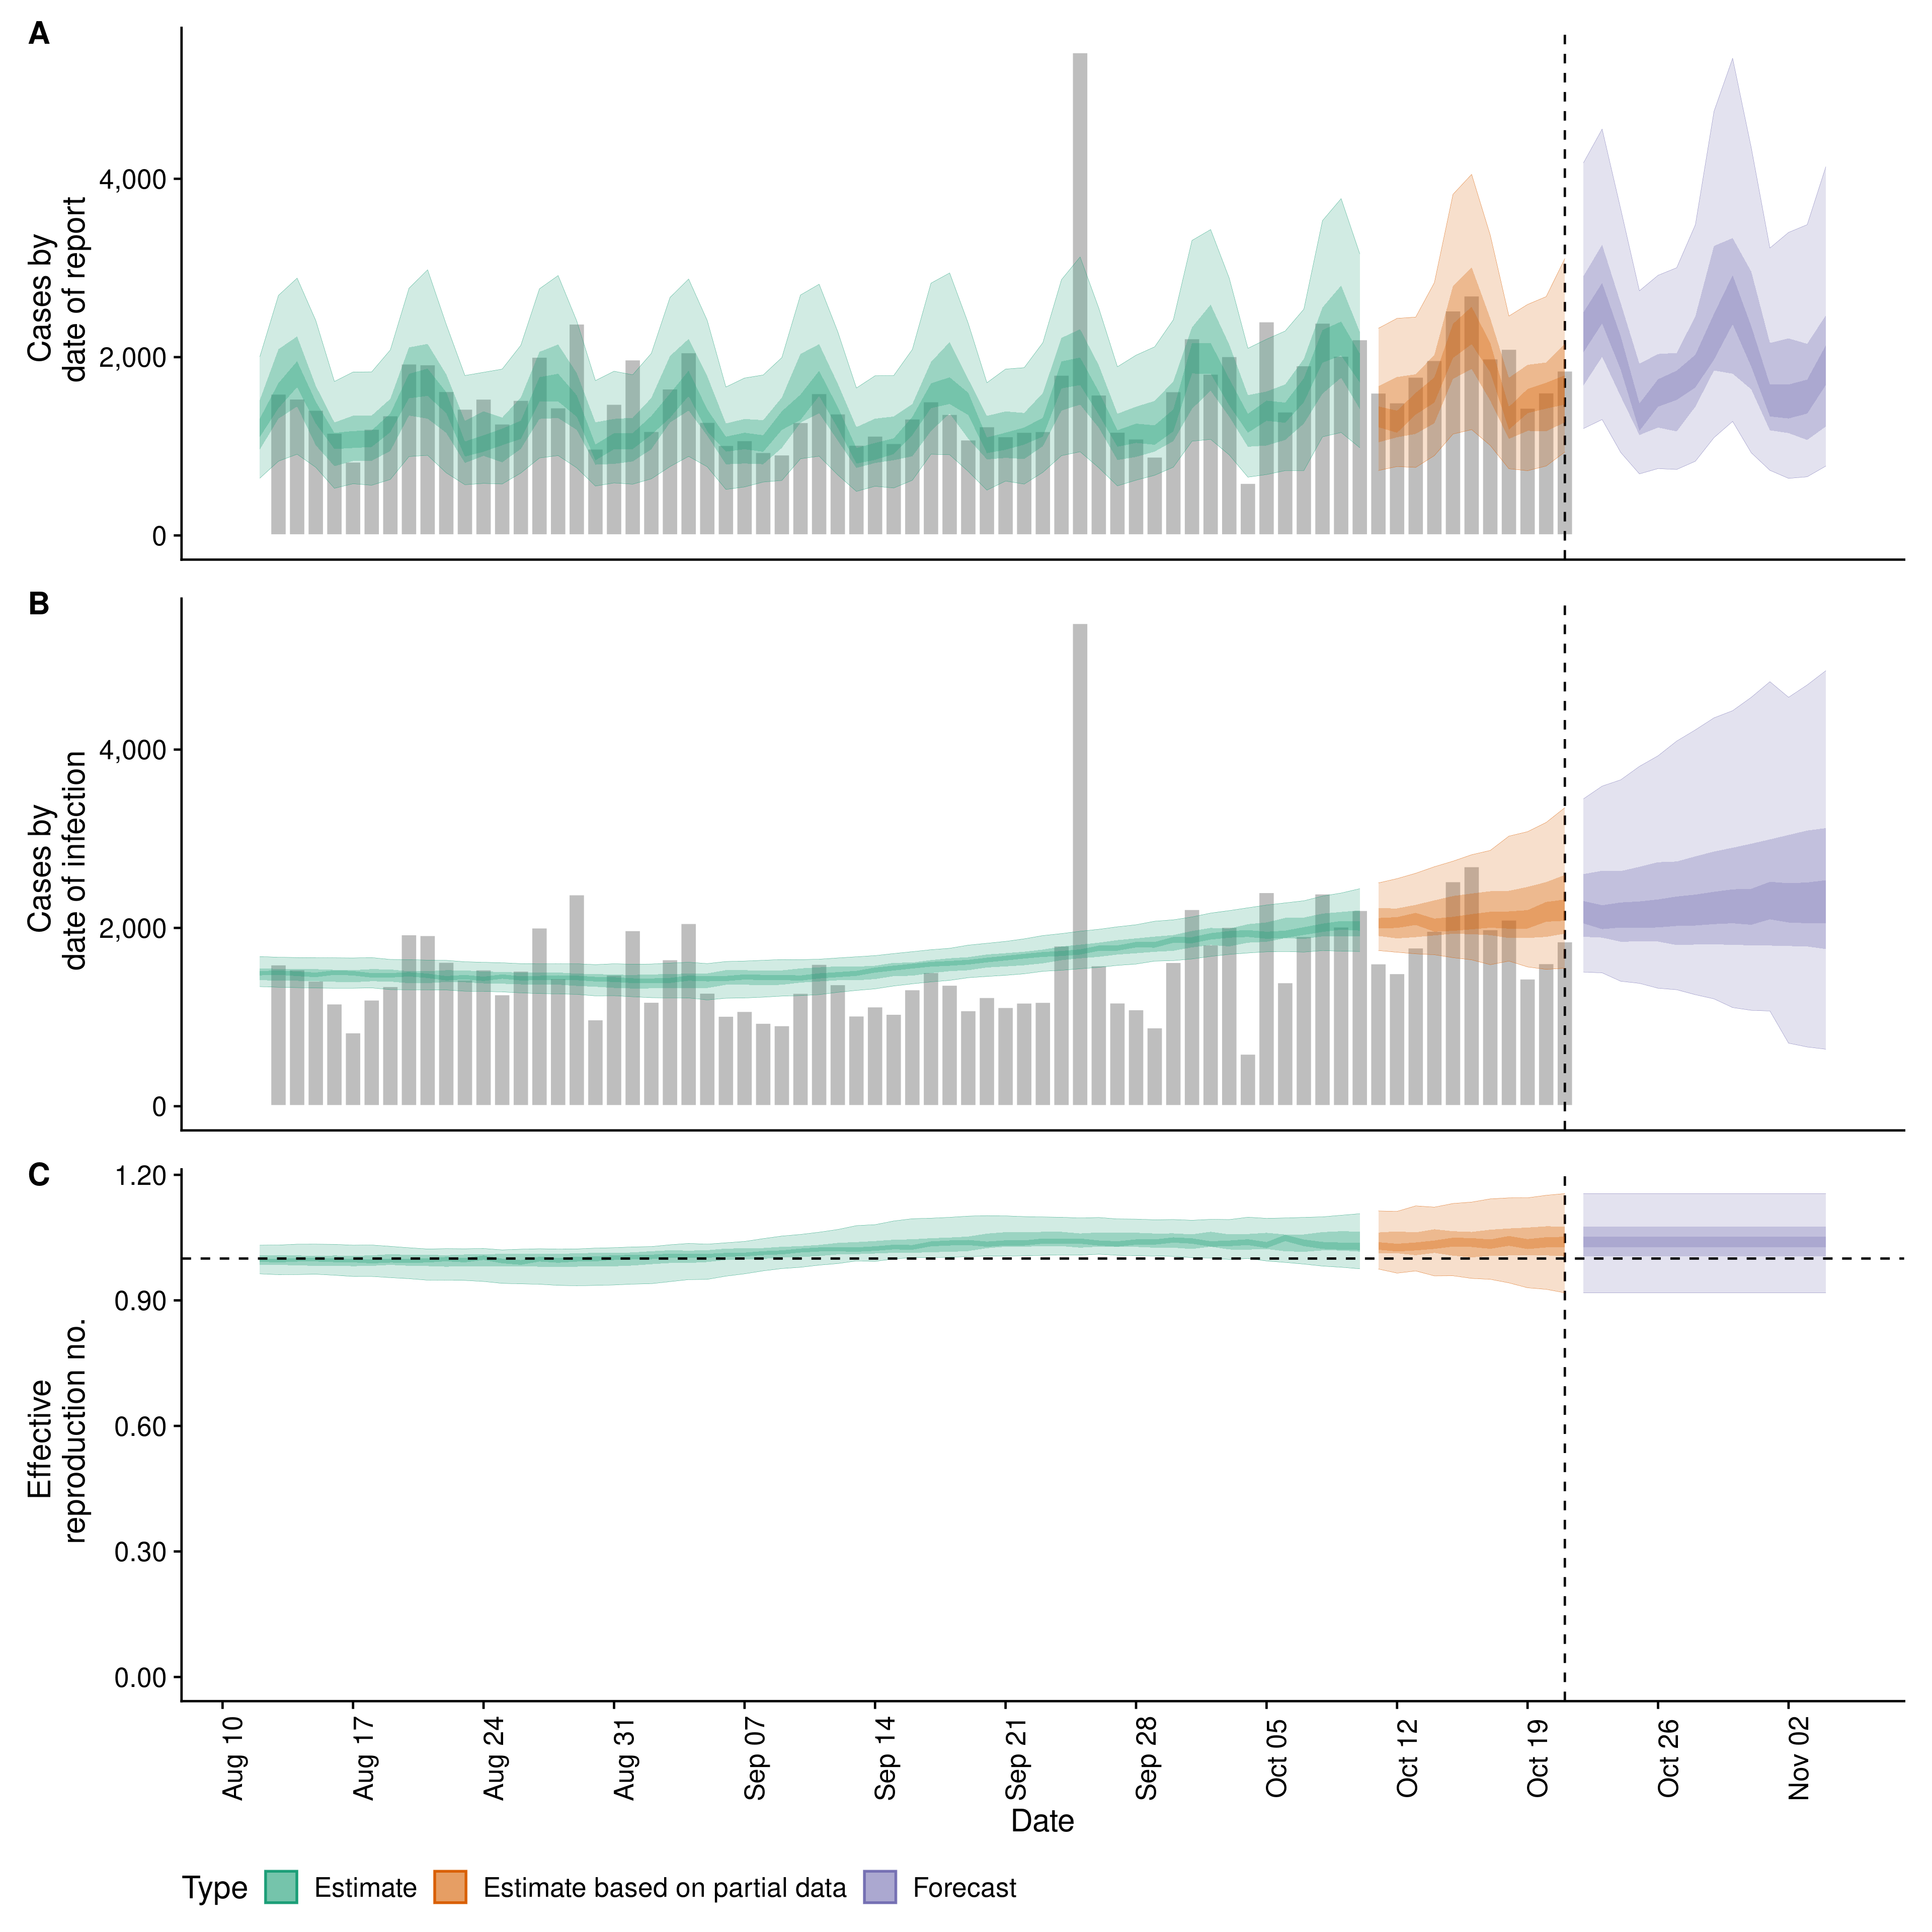 A
Cases by
date of report
4,000
2,000
0
B
Cases by
date of infection
4,000
2,000
0
C
Effective
reproduction no.
1.20
0.90
0.60
0.30
0.00
Aug 10
Aug 17
Aug 24
Aug 31
Sep 07
Sep 14
Sep 21
Sep 28
Oct 05
Oct 12
Oct 19
Oct 26
Nov 02
Date
Type Estimate Estimate based on partial data Forecast